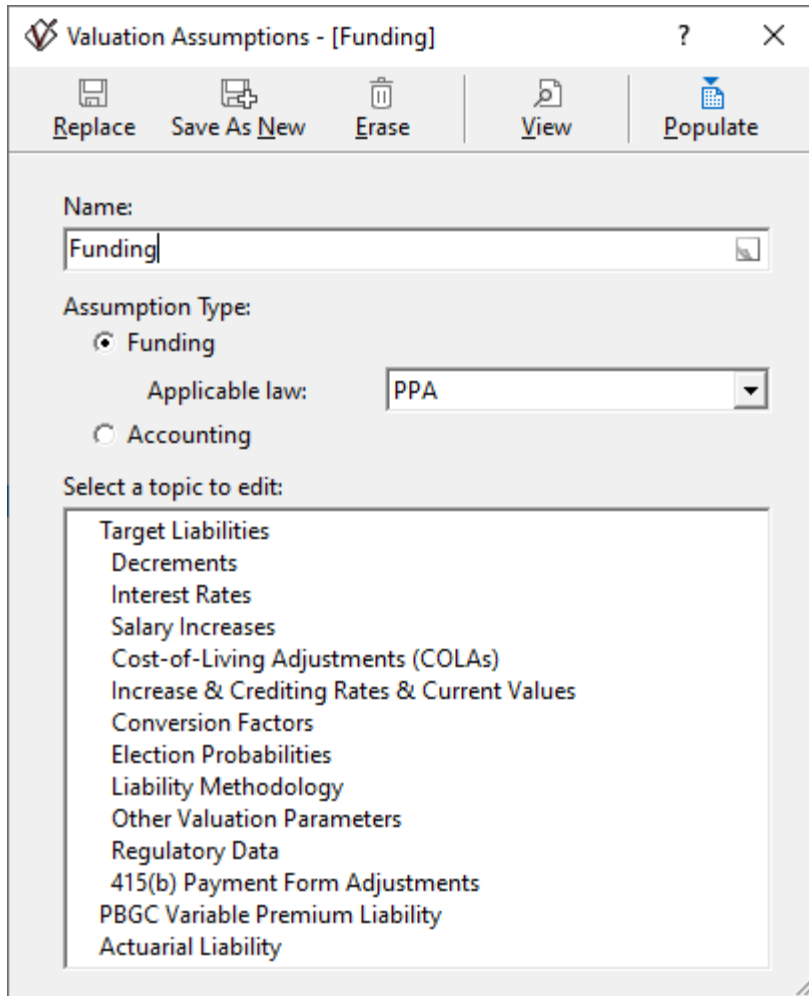 Valuation Assumptions - [Funding] ?
Replace Save As New Erase View Populate
Name:
Funding
Assumption Type:
Funding
Applicable law: PPA
Accounting
Select a topic to edit:
Target Liabilities
Decrements
Interest Rates
Salary Increases
Cost-of-Living Adjustments (COLAs)
Increase & Crediting Rates & Current Values
Conversion Factors
Election Probabilities
Liability Methodology
Other Valuation Parameters
Regulatory Data
415(b) Payment Form Adjustments
PBGC Variable Premium Liability
Actuarial Liability